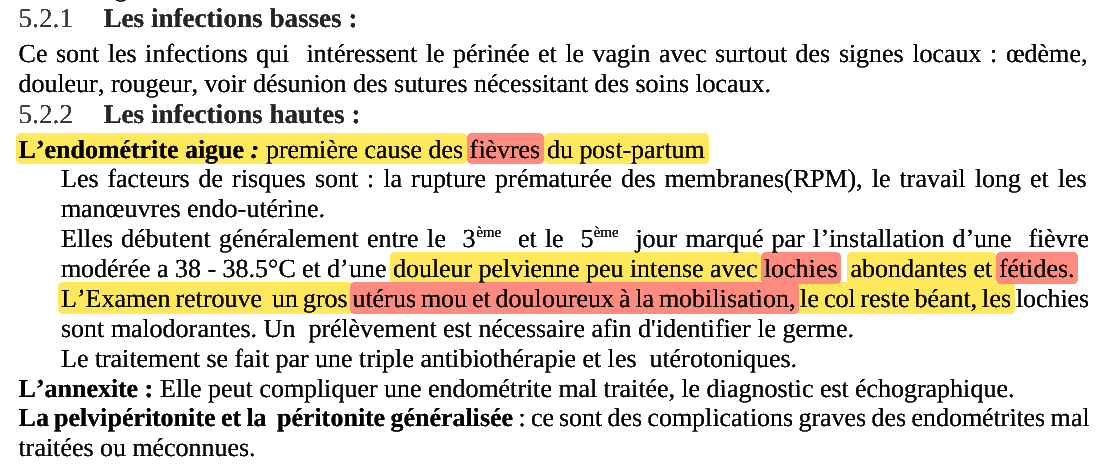 5.2.1 Les infections basses :
Ce sont les infections qui intéressent le périnée et le vagin avec surtout des signes locaux : œdème,
douleur, rougeur, voir désunion des sutures nécessitant des soins locaux.
5.2.2 Les infections hautes :
L’endométrite aigue : première cause des fièvres du post-partum
Les facteurs de risques sont : la rupture prématurée des membranes(RPM), le travail long et les
manœuvres endo-utérine.
Elles débutent généralement entre le 3ème et le 5ème jour marqué par l’installation d’une fièvre
modérée a 38 - 38.5°C et d’une douleur pelvienne peu intense avec lochies abondantes et fétides.
L’Examen retrouve un gros utérus mou et douloureux à la mobilisation, le col reste béant, les lochies
sont malodorantes. Un prélèvement est nécessaire afin d'identifier le germe.
Le traitement se fait par une triple antibiothérapie et les utérotoniques.
L’annexite : Elle peut compliquer une endométrite mal traitée, le diagnostic est échographique.
La pelvipéritonite et la péritonite généralisée : ce sont des complications graves des endométrites mal
traitées ou méconnues.